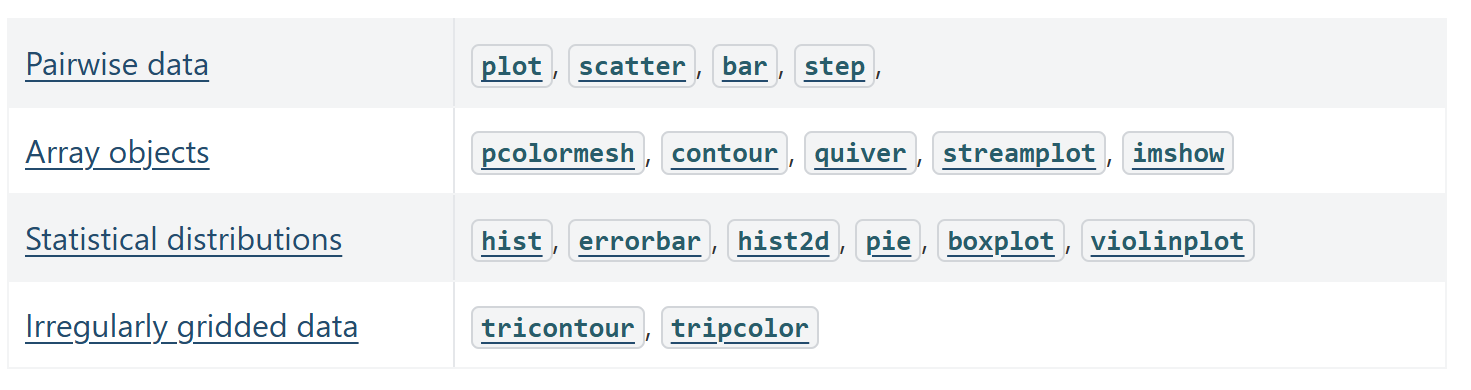 Pairwise data plot, scatter, bar, step,
Array objects pcolormesh, contour, quiver, streamplot, imshow
Statistical distributions hist, errorbar, hist2d, pie, boxplot, violinplot
Irregularly gridded data tricontour, tripcolor